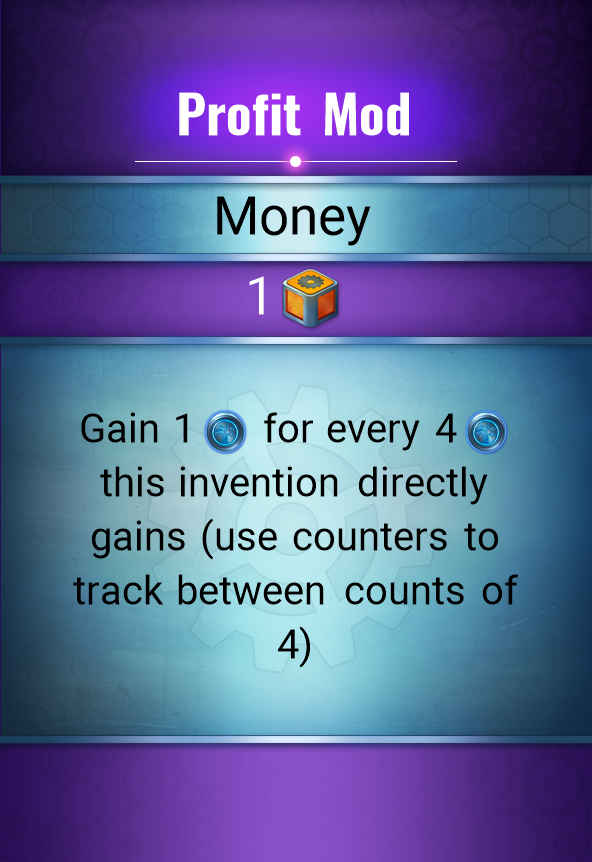 Profit Mod
Money
1
Gain 1 for every 4
this invention directly
gains (use counters to
track between counts of
4)